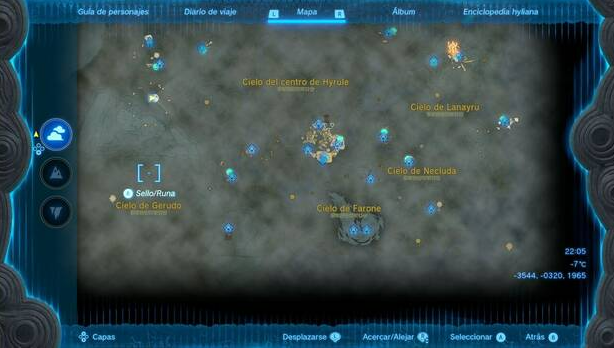 Guía de personajes
Diario de viaje
L
Mapa
R
Álbum
Enciclopedia hyliana
Cielo del centro de Hyrule
Cielo de Lanayru
Cielo de Necluda
A Sello/Runa
Cielo de Gerudo
Cielo de Farone
22:05
-7℃
-3544, -0320, 1965
Capas
Desplazarse L
Acercar/Alejar R
Seleccionar A
Atrás B